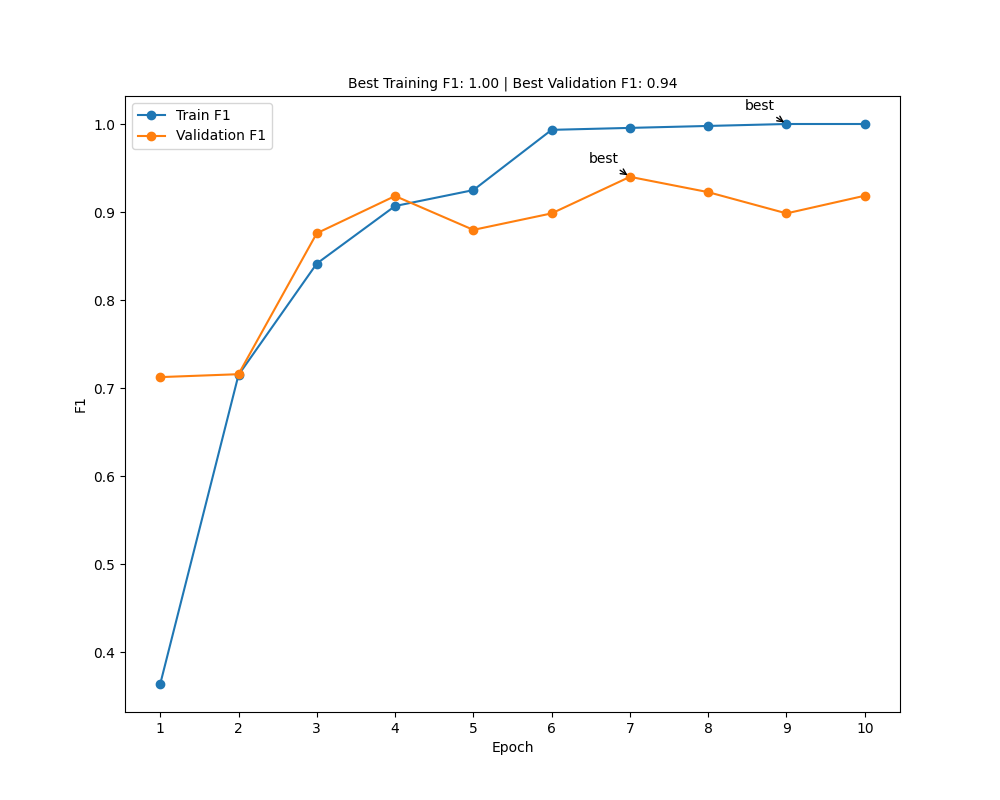 Best Training F1: 1.00 | Best Validation F1: 0.94
Train F1
Validation F1
best
best
1.0
0.9
0.8
0.7
0.6
0.5
0.4
F1
1 2 3 4 5 6 7 8 9 10
Epoch